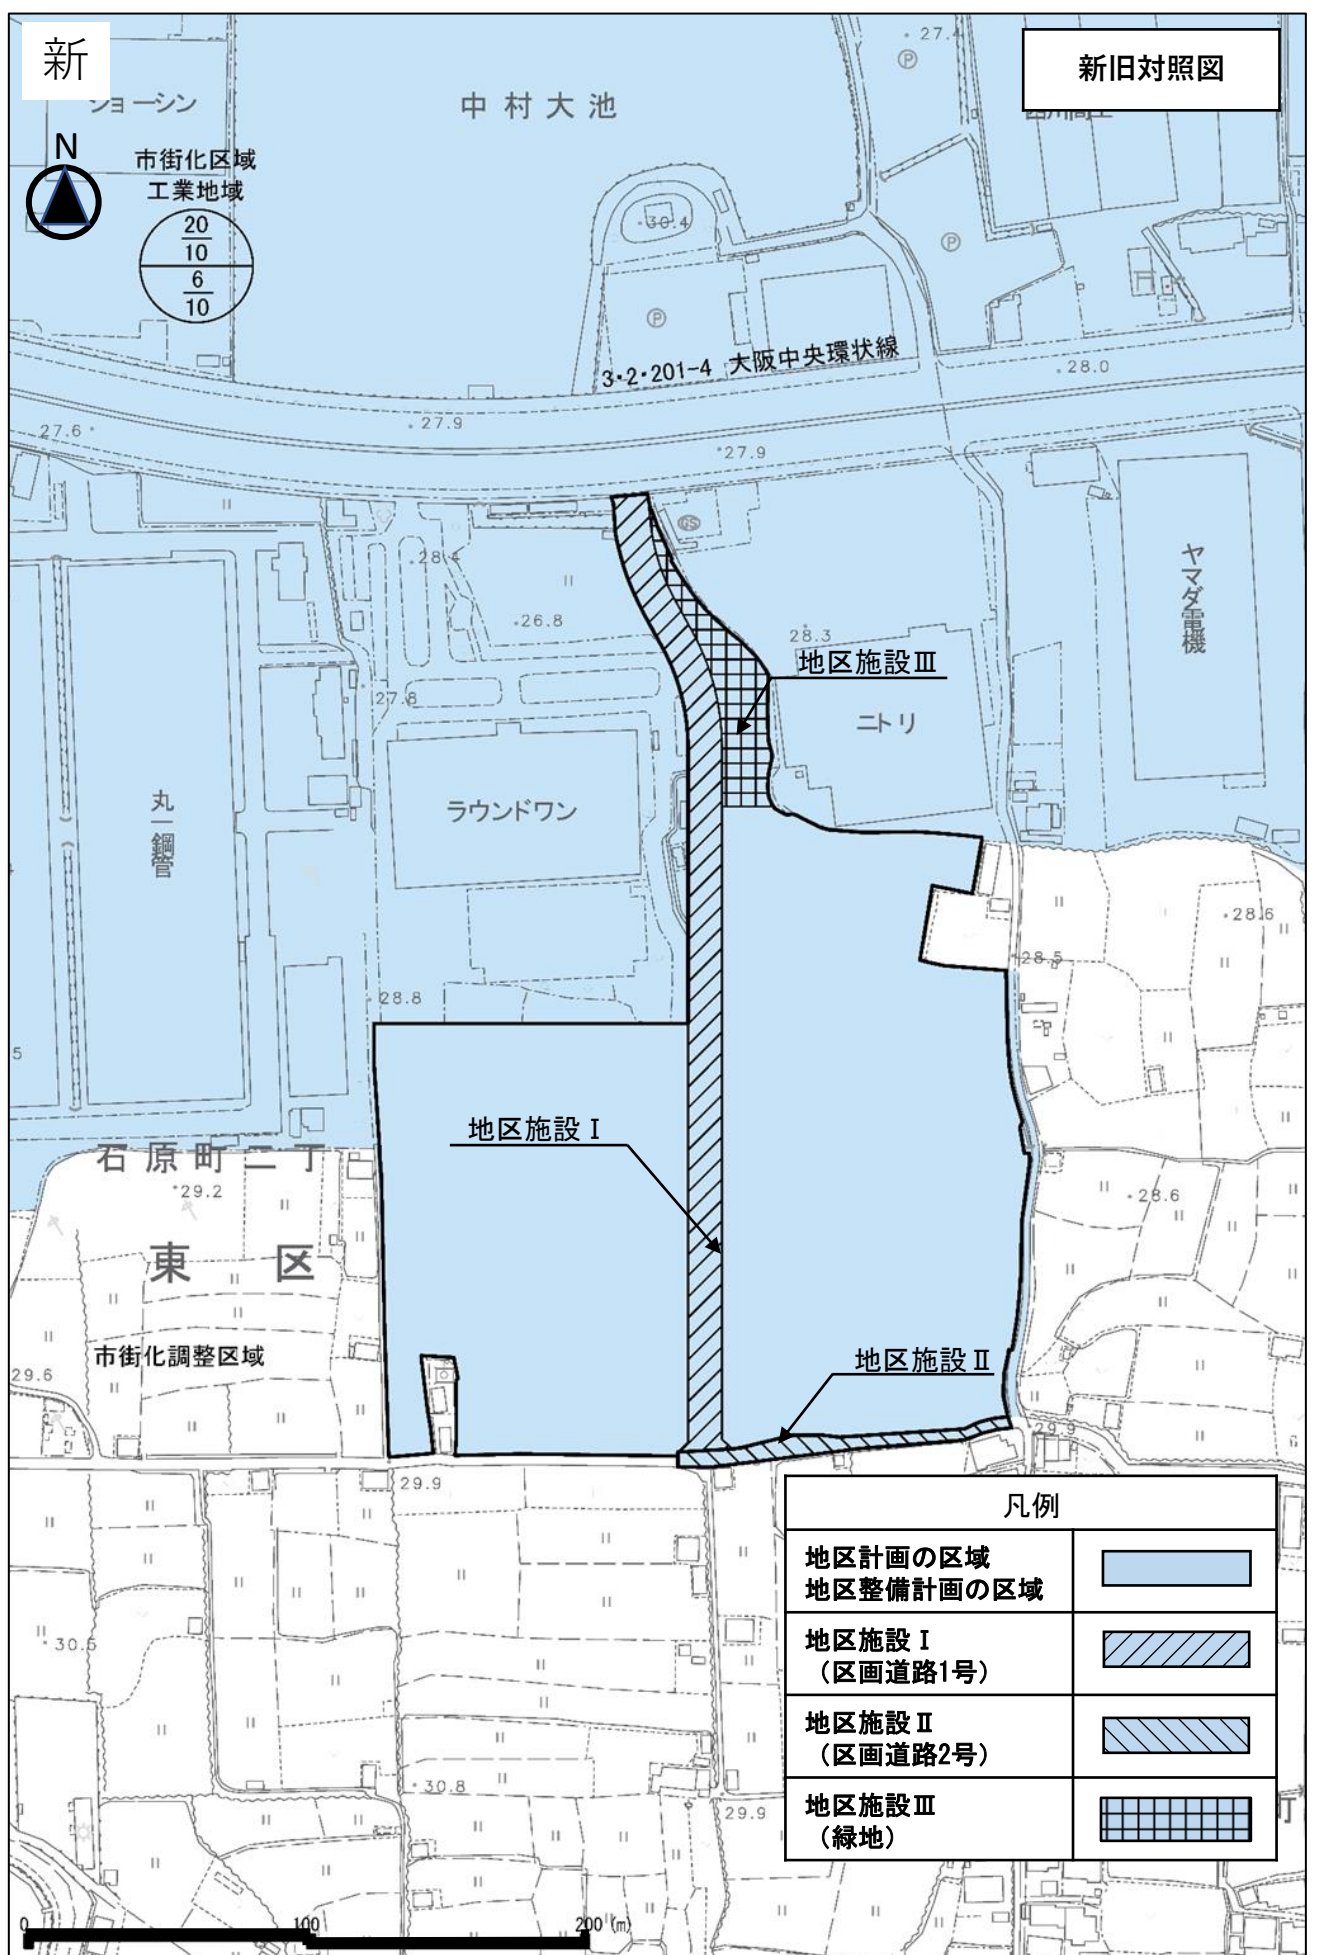 新
新旧対照図
ショーシン
中村大池
27.4
Ⓟ
N
市街化区域
工業地域
20
10
6
10
30.4
Ⓟ
Ⓟ
3・2・201-4 大阪中央環状線
28.0
27.6
27.9
27.9
GS
28.4
26.8
28.3
地区施設Ⅲ
ヤマダ電機
27.8
ニトリ
丸一鋼管
ラウンドワン
28.6
28.5
28.8
5
地区施設Ⅰ
石原町二丁
29.2
28.6
東区
市街化調整区域
地区施設Ⅱ
29.6
29.9
29.9
凡例
地区計画の区域
地区整備計画の区域
地区施設Ⅰ
(区画道路1号)
30.5
地区施設Ⅱ
(区画道路2号)
30.8
29.9
地区施設Ⅲ
(緑地)
町
0 100 200 (m)